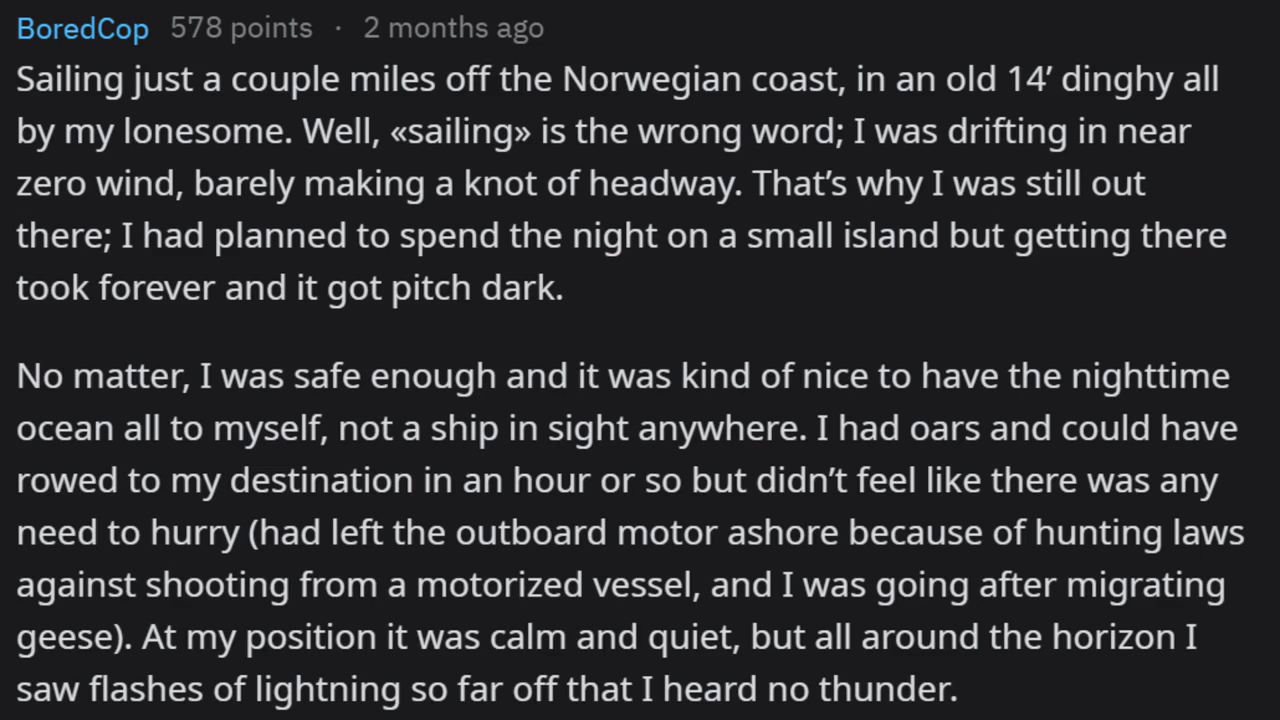 BoredCop 578 points · 2 months ago
Sailing just a couple miles off the Norwegian coast, in an old 14’ dinghy all
by my lonesome. Well, «sailing» is the wrong word; I was drifting in near
zero wind, barely making a knot of headway. That’s why I was still out
there; I had planned to spend the night on a small island but getting there
took forever and it got pitch dark.
No matter, I was safe enough and it was kind of nice to have the nighttime
ocean all to myself, not a ship in sight anywhere. I had oars and could have
rowed to my destination in an hour or so but didn’t feel like there was any
need to hurry (had left the outboard motor ashore because of hunting laws
against shooting from a motorized vessel, and I was going after migrating
geese). At my position it was calm and quiet, but all around the horizon I
saw flashes of lightning so far off that I heard no thunder.